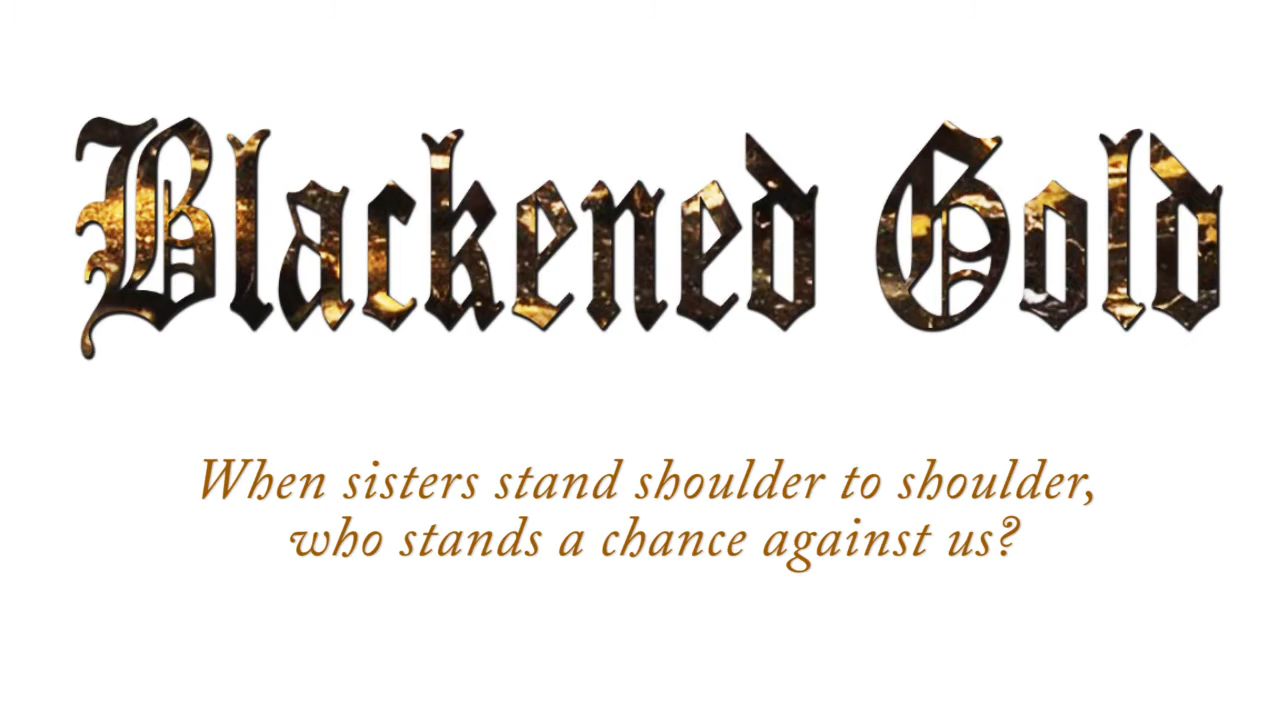 Blackened Gold
When sisters stand shoulder to shoulder,
who stands a chance against us?